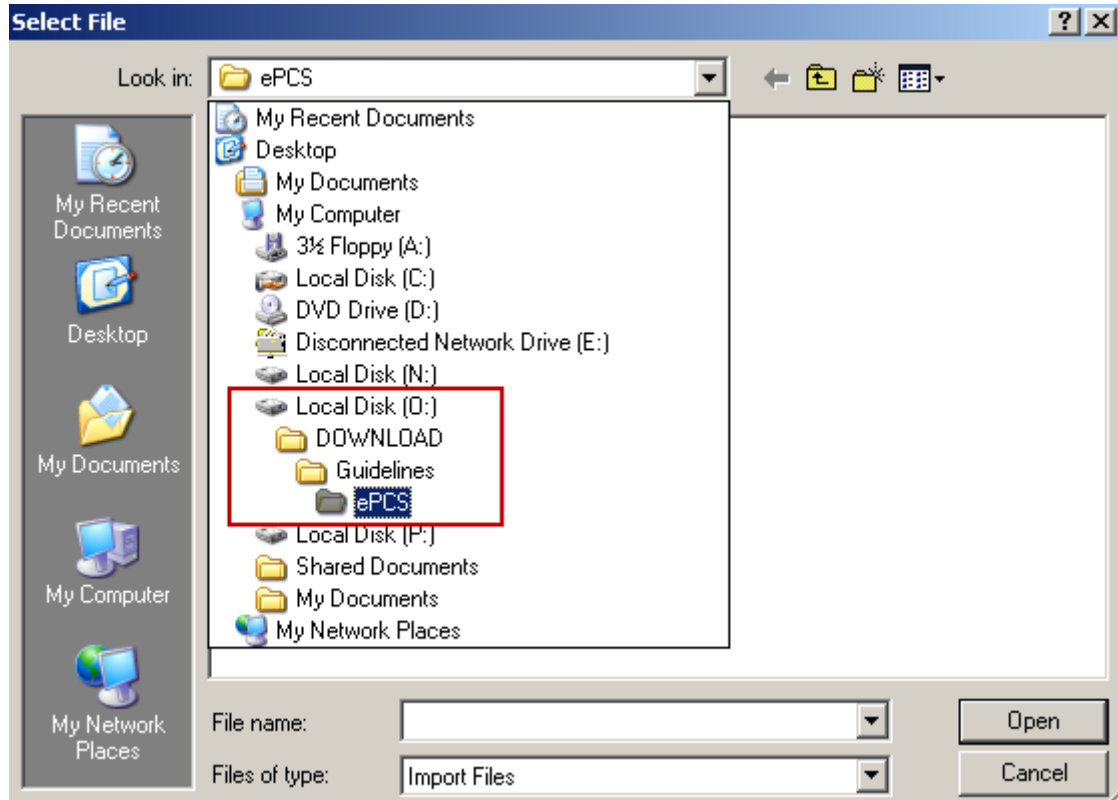 Select File
Look in:
ePCS
My Recent Documents
Desktop
My Documents
My Computer
3½ Floppy (A:)
Local Disk (C:)
DVD Drive (D:)
Disconnected Network Drive (E:)
Local Disk (N:)
Local Disk (O:)
DOWNLOAD
Guidelines
ePCS
Local Disk (P:)
Shared Documents
My Documents
My Network Places
My Recent
Documents
Desktop
My Documents
My Computer
My Network
Places
File name:
Open
Files of type:
Import Files
Cancel